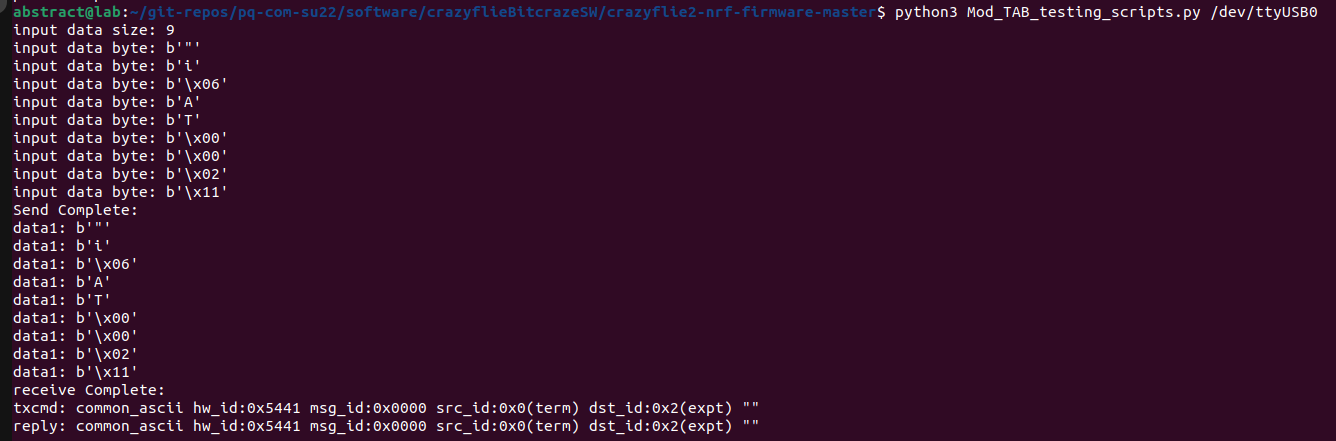 abstract@lab:~/git-repos/pq-com-su22/software/crazyflieBitcrazeSW/crazyflie2-nrf-firmware-master$ python3 Mod_TAB_testing_scripts.py /dev/ttyUSB0
input data size: 9
input data byte: b'"'
input data byte: b'i'
input data byte: b'\x06'
input data byte: b'A'
input data byte: b'T'
input data byte: b'\x00'
input data byte: b'\x00'
input data byte: b'\x02'
input data byte: b'\x11'
Send Complete:
data1: b'"'
data1: b'i'
data1: b'\x06'
data1: b'A'
data1: b'T'
data1: b'\x00'
data1: b'\x00'
data1: b'\x02'
data1: b'\x11'
receive Complete:
txcmd: common_ascii hw_id:0x5441 msg_id:0x0000 src_id:0x0(term) dst_id:0x2(expt) ""
reply: common_ascii hw_id:0x5441 msg_id:0x0000 src_id:0x0(term) dst_id:0x2(expt) ""